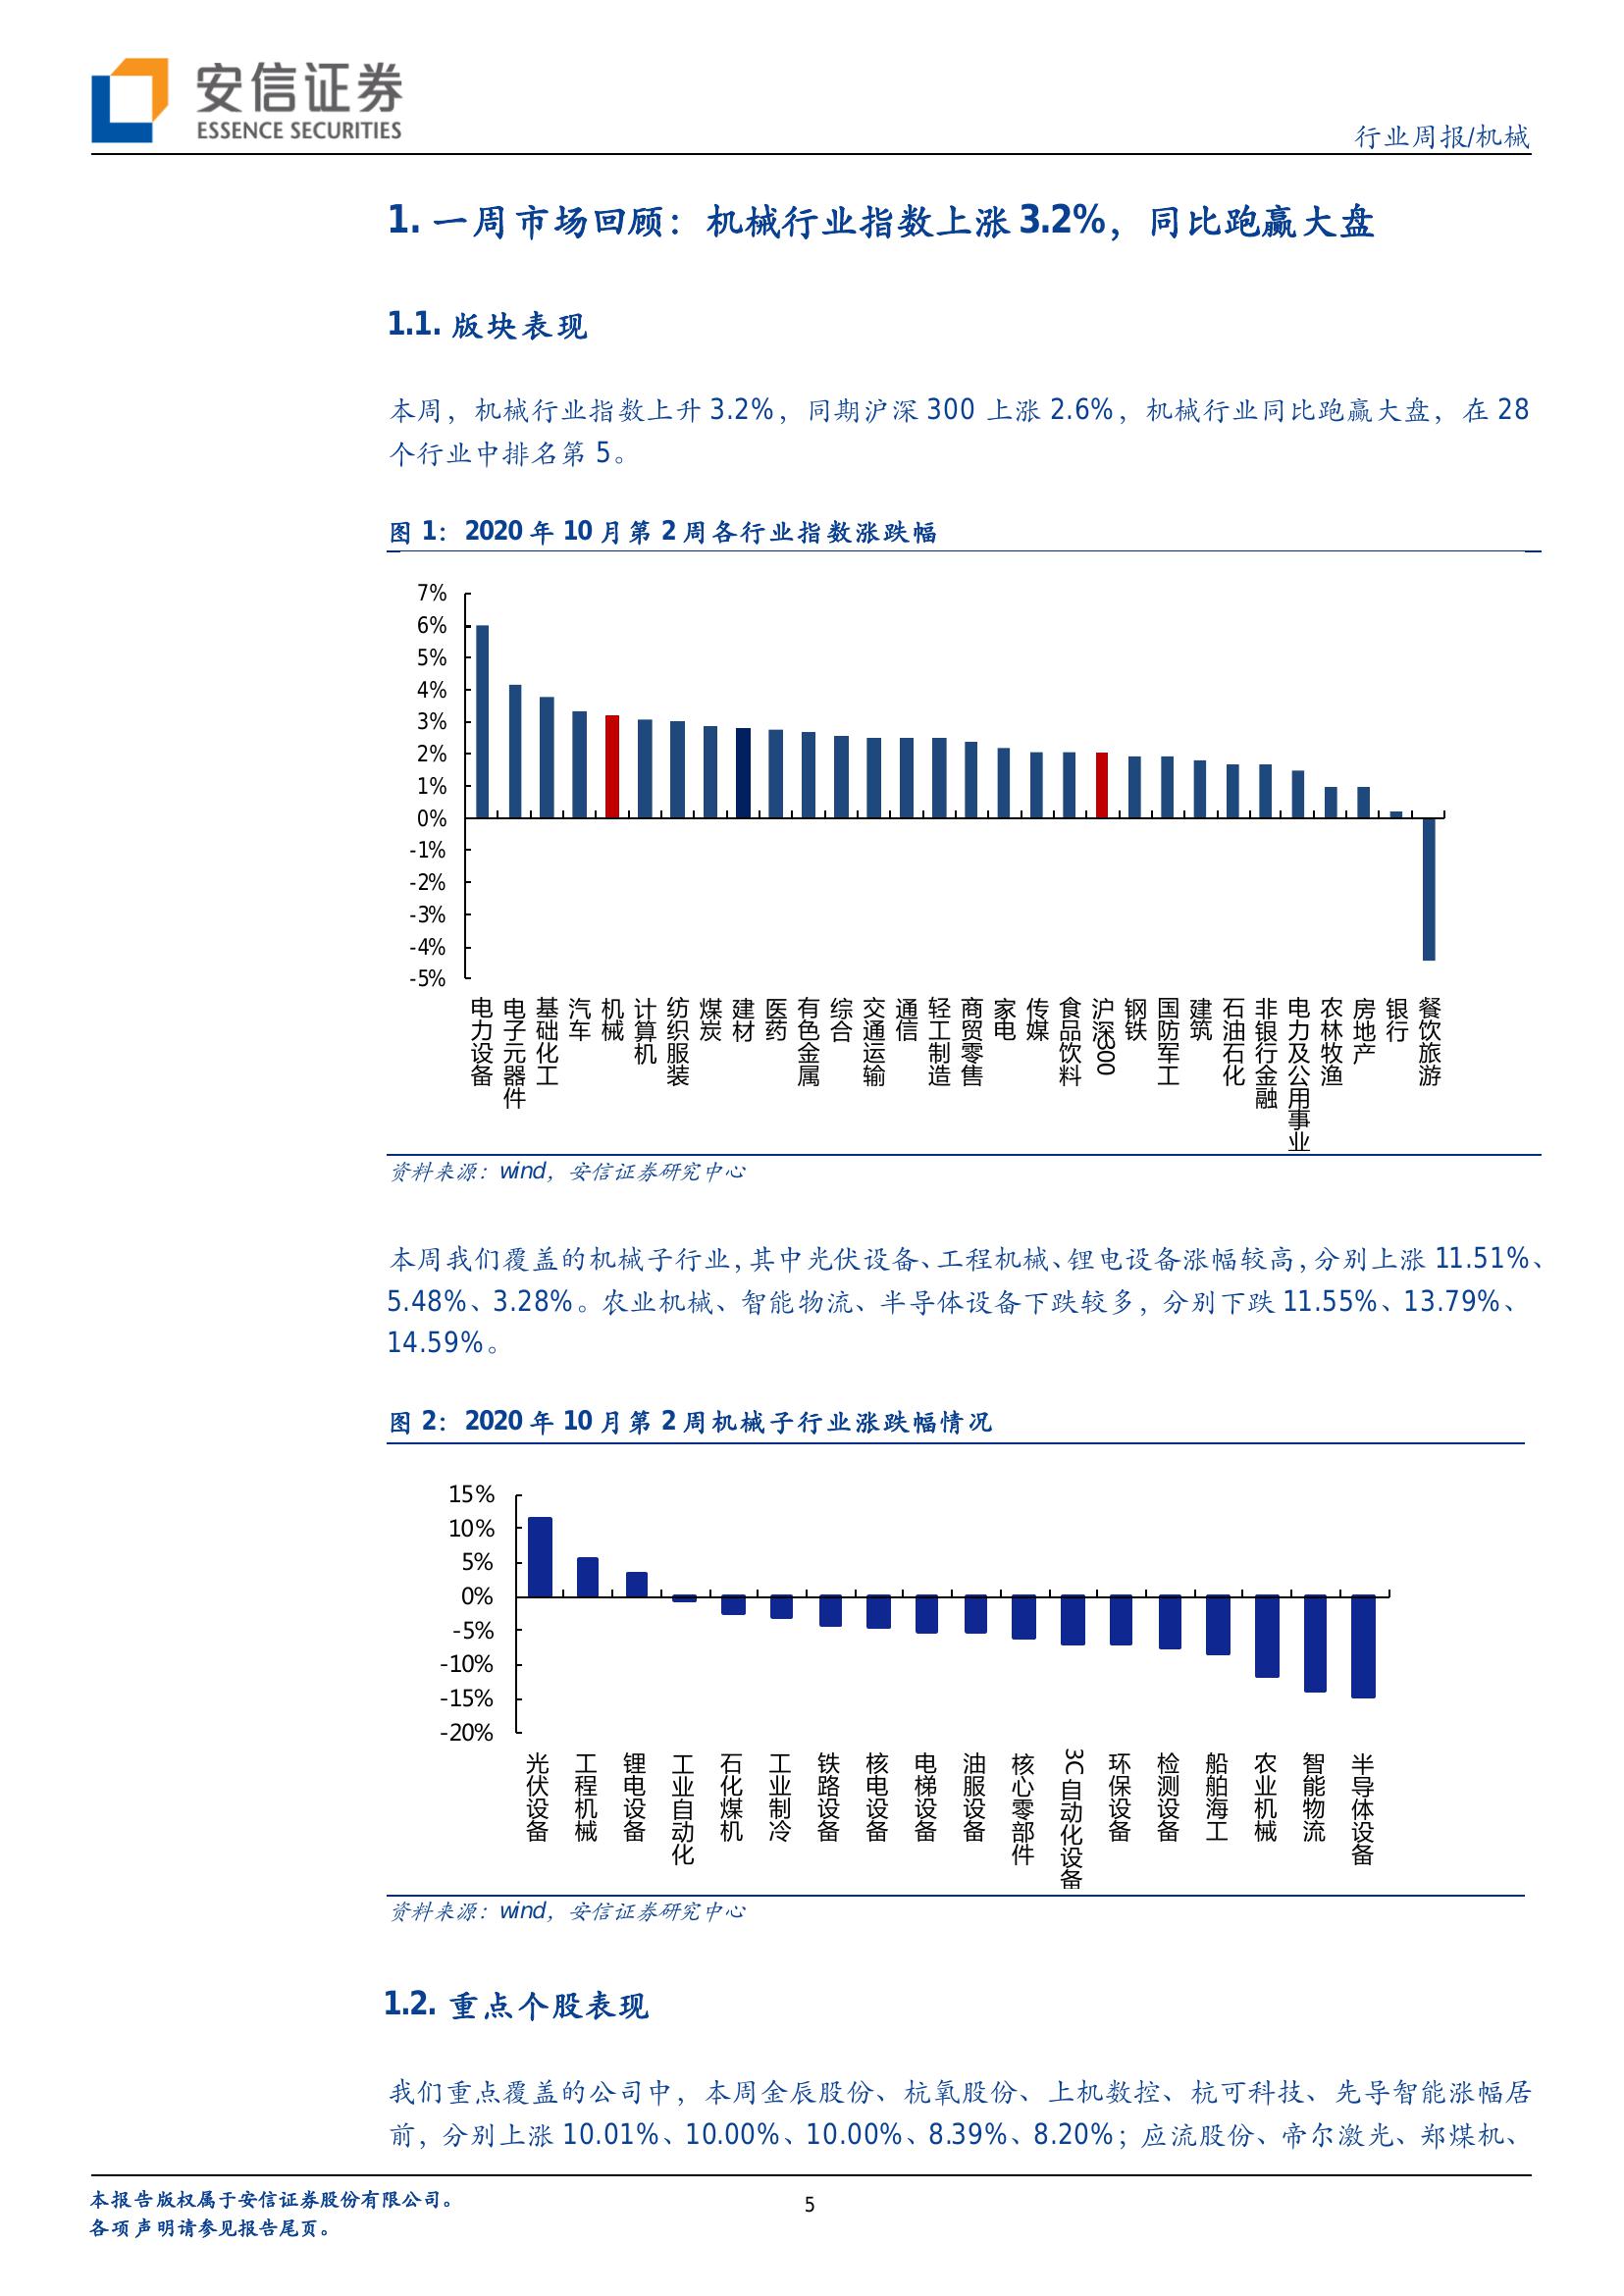 安信证券
ESSENCE SECURITIES
行业周报/机械
1. 一周市场回顾：机械行业指数上涨 3.2%，同比跑赢大盘
1.1. 版块表现
本周，机械行业指数上升 3.2%，同期沪深 300 上涨 2.6%，机械行业同比跑赢大盘，在 28
个行业中排名第 5。
图 1：2020 年 10 月第 2 周各行业指数涨跌幅
7%
6%
5%
4%
3%
2%
1%
0%
-1%
-2%
-3%
-4%
-5%
电力设备
电子元器件
基础化工
汽车
机械
计算机
纺织服装
煤炭
建材
医药
有色金属
综合
交通运输
通信
轻工制造
商贸零售
家电
传媒
食品饮料
沪深300
钢铁
国防军工
建筑
石油石化
非银行金融
电力及公用事业
农林牧渔
房地产
银行
餐饮旅游
资料来源：wind，安信证券研究中心
本周我们覆盖的机械子行业，其中光伏设备、工程机械、锂电设备涨幅较高，分别上涨 11.51%、
5.48%、3.28%。农业机械、智能物流、半导体设备下跌较多，分别下跌 11.55%、13.79%、
14.59%。
图 2：2020 年 10 月第 2 周机械子行业涨跌幅情况
15%
10%
5%
0%
-5%
-10%
-15%
-20%
光伏设备
工程机械
锂电设备
工业自动化
石化煤机
工业制冷
铁路设备
核电设备
电梯设备
油服设备
核心零部件
3C自动化设备
环保设备
检测设备
船舶海工
农业机械
智能物流
半导体设备
资料来源：wind，安信证券研究中心
1.2. 重点个股表现
我们重点覆盖的公司中，本周金辰股份、杭氧股份、上机数控、杭可科技、先导智能涨幅居
前，分别上涨 10.01%、10.00%、10.00%、8.39%、8.20%；应流股份、帝尔激光、郑煤机、
本报告版权属于安信证券股份有限公司。
5
各项声明请参见报告尾页。